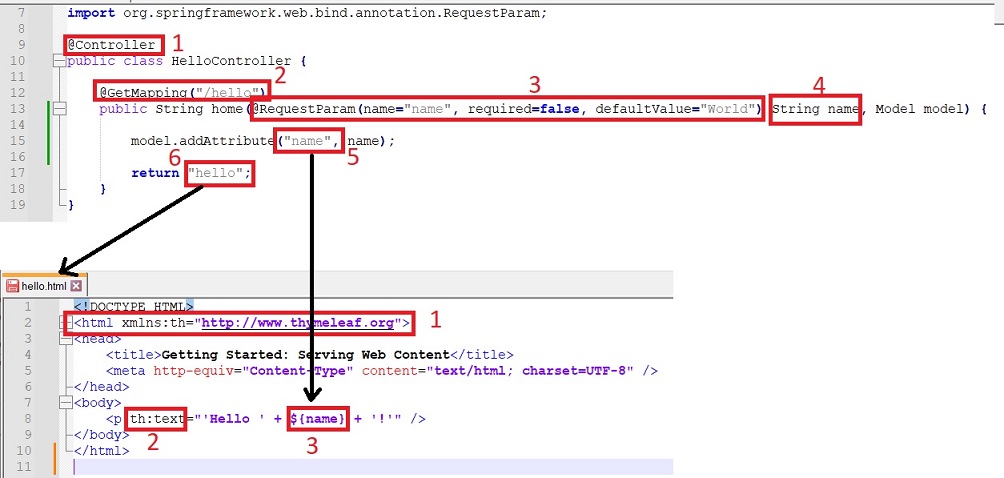 7 import org.springframework.web.bind.annotation.RequestParam;
8
9 @Controller 1
10 public class HelloController {
11 2 3 4
12 @GetMapping("/hello")
13 public String home(@RequestParam(name="name", required=false, defaultValue="World") String name, Model model) {
14
15 model.addAttribute("name", name);
16 6 5
17 return "hello";
18 }
19 }
hello.html
1 <!DOCTYPE HTML>
2 <html xmlns:th="http://www.thymeleaf.org"> 1
3 <head>
4 <title>Getting Started: Serving Web Content</title>
5 <meta http-equiv="Content-Type" content="text/html; charset=UTF-8" />
6 </head>
7 <body>
8 <p th:text="'Hello ' + ${name} + '!'" />
9 </body> 2 3
10 </html>
11